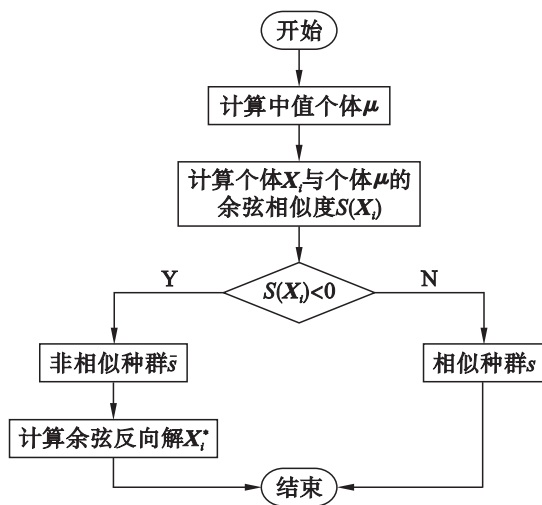 开始
计算中值个体μ
计算个体Xᵢ与个体μ的
余弦相似度S(Xᵢ)
Y
S(Xᵢ)<0
N
非相似种群s̄
相似种群s
计算余弦反向解Xᵢ*
结束